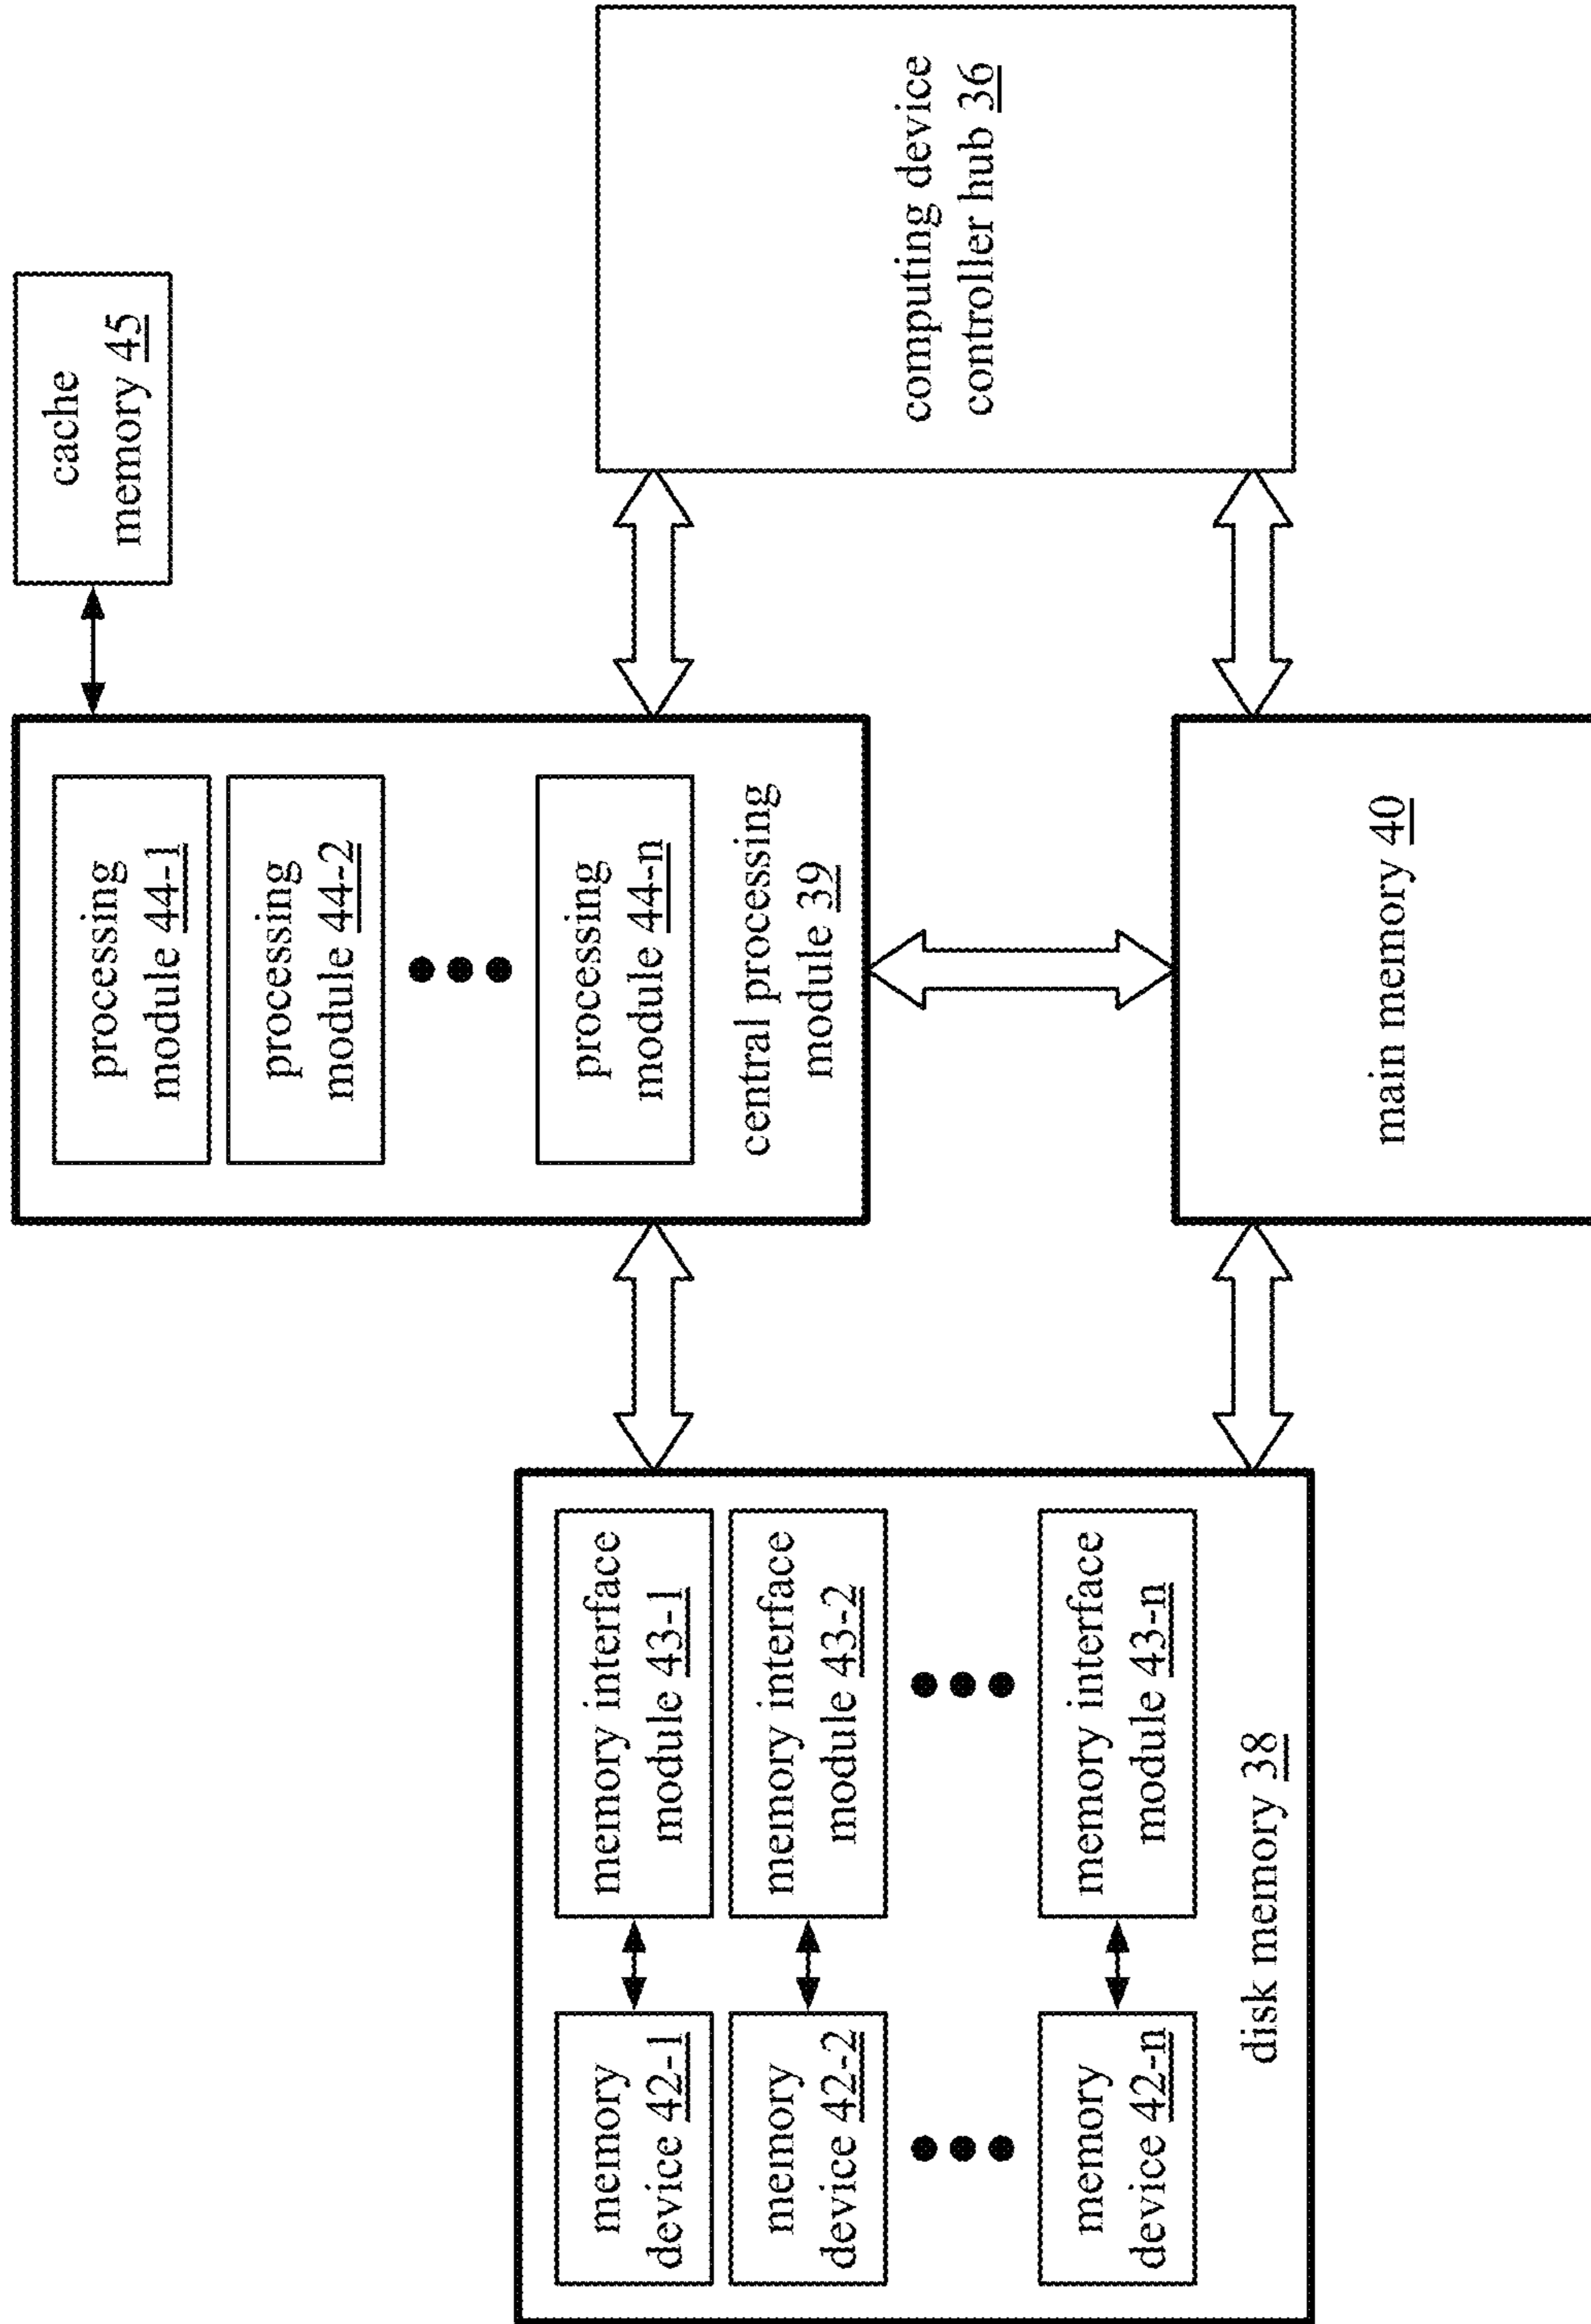 memory
device 42-1
memory interface
module 43-1
memory
device 42-2
memory interface
module 43-2
memory
device 42-n
memory interface
module 43-n
disk memory 38
processing
module 44-1
processing
module 44-2
processing
module 44-n
central processing
module 39
cache
memory 45
main memory 40
computing device
controller hub 36